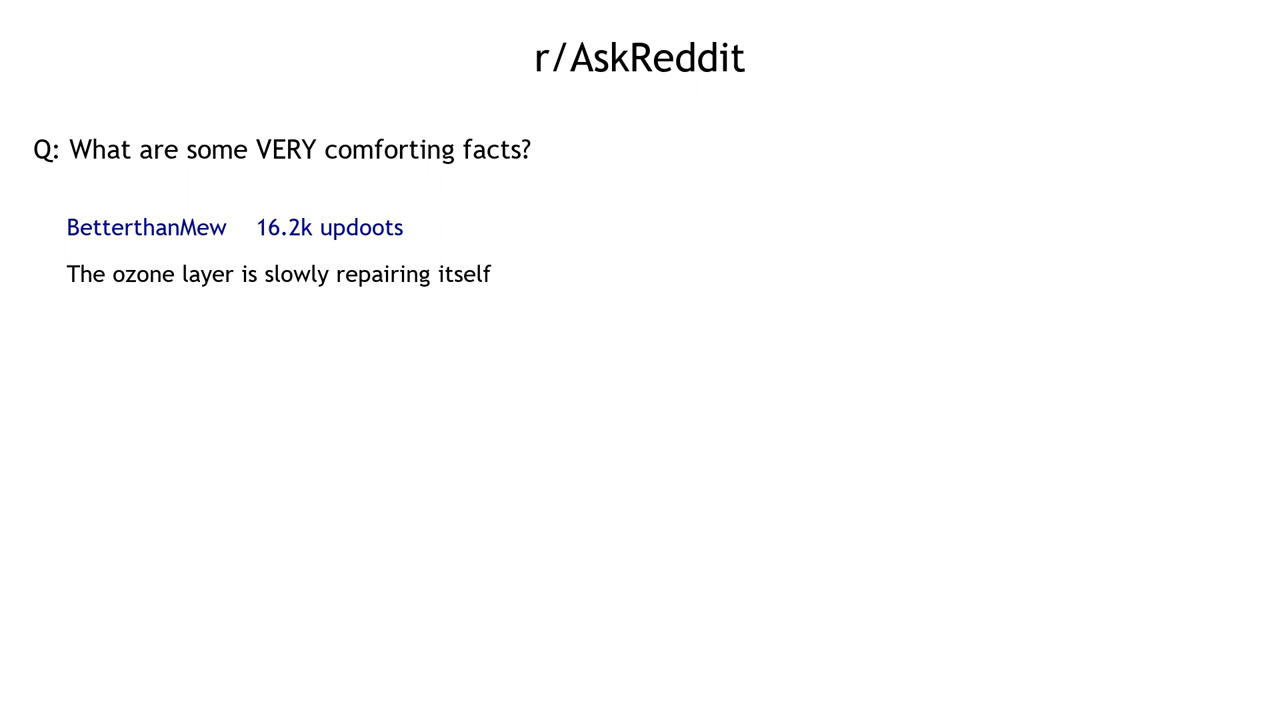 r/AskReddit
Q: What are some VERY comforting facts?
BetterthanMew 16.2k updoots
The ozone layer is slowly repairing itself